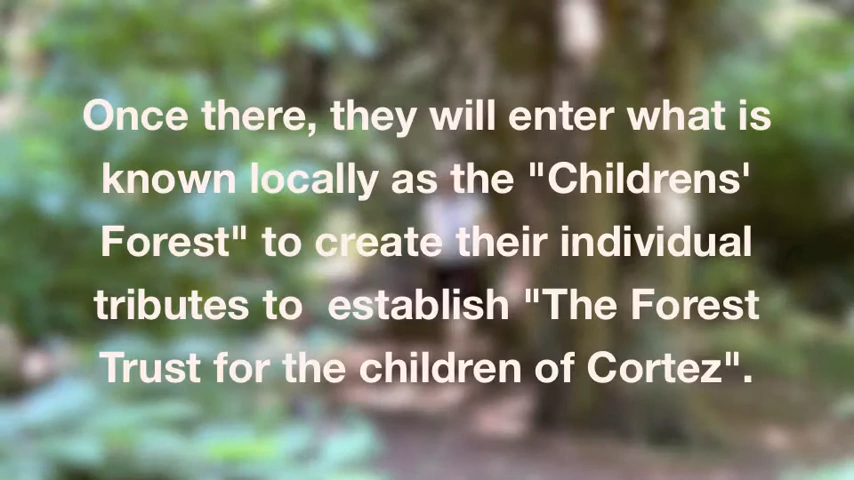 Once there, they will enter what is
known locally as the "Childrens'
Forest" to create their individual
tributes to  establish "The Forest
Trust for the children of Cortez".